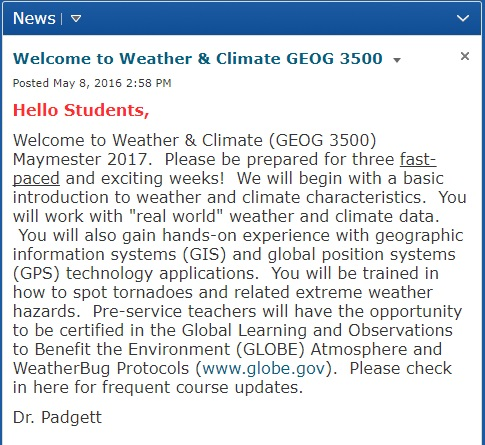 News
Welcome to Weather & Climate GEOG 3500
Posted May 8, 2016 2:58 PM
Hello Students,
Welcome to Weather & Climate (GEOG 3500)
Maymester 2017.  Please be prepared for three fast-
paced and exciting weeks!  We will begin with a basic
introduction to weather and climate characteristics.  You
will work with "real world" weather and climate data.
You will also gain hands-on experience with geographic
information systems (GIS) and global position systems
(GPS) technology applications.  You will be trained in
how to spot tornadoes and related extreme weather
hazards.  Pre-service teachers will have the opportunity
to be certified in the Global Learning and Observations
to Benefit the Environment (GLOBE) Atmosphere and
WeatherBug Protocols (www.globe.gov).  Please check
in here for frequent course updates.
Dr. Padgett